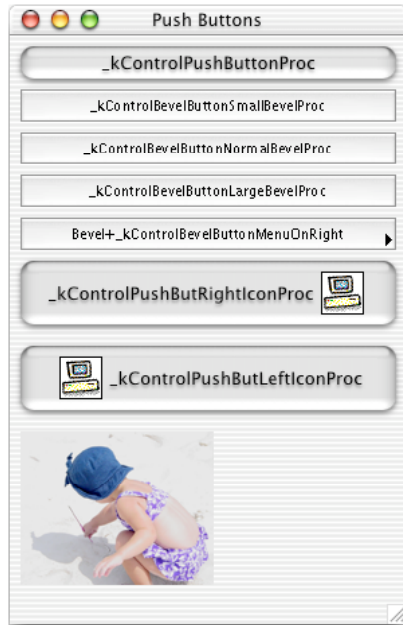 Push Buttons
_kControlPushButtonProc
_kControlBevelButtonSmallBevelProc
_kControlBevelButtonNormalBevelProc
_kControlBevelButtonLargeBevelProc
Bevel+_kControlBevelButtonMenuOnRight
_kControlPushButRightIconProc
_kControlPushButLeftIconProc